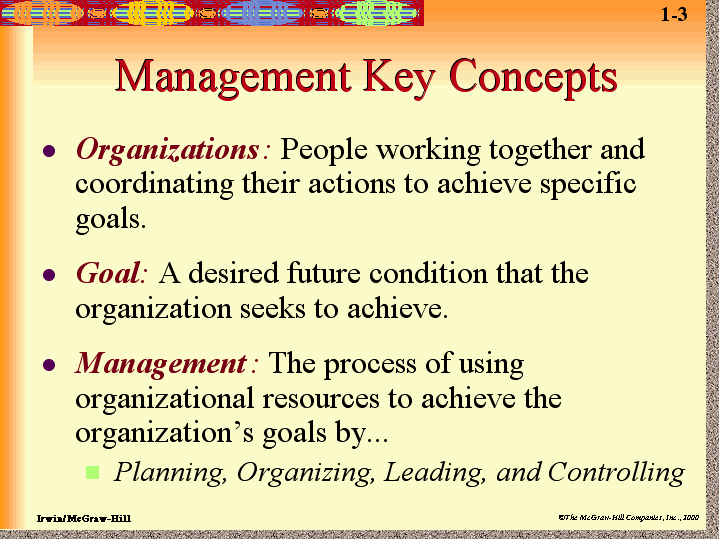 1-3
Management Key Concepts
Organizations: People working together and
coordinating their actions to achieve specific
goals.
Goal: A desired future condition that the
organization seeks to achieve.
Management: The process of using
organizational resources to achieve the
organization's goals by...
Planning, Organizing, Leading, and Controlling
Irwin/McGraw-Hill
©The McGraw-Hill Companies, Inc., 2000